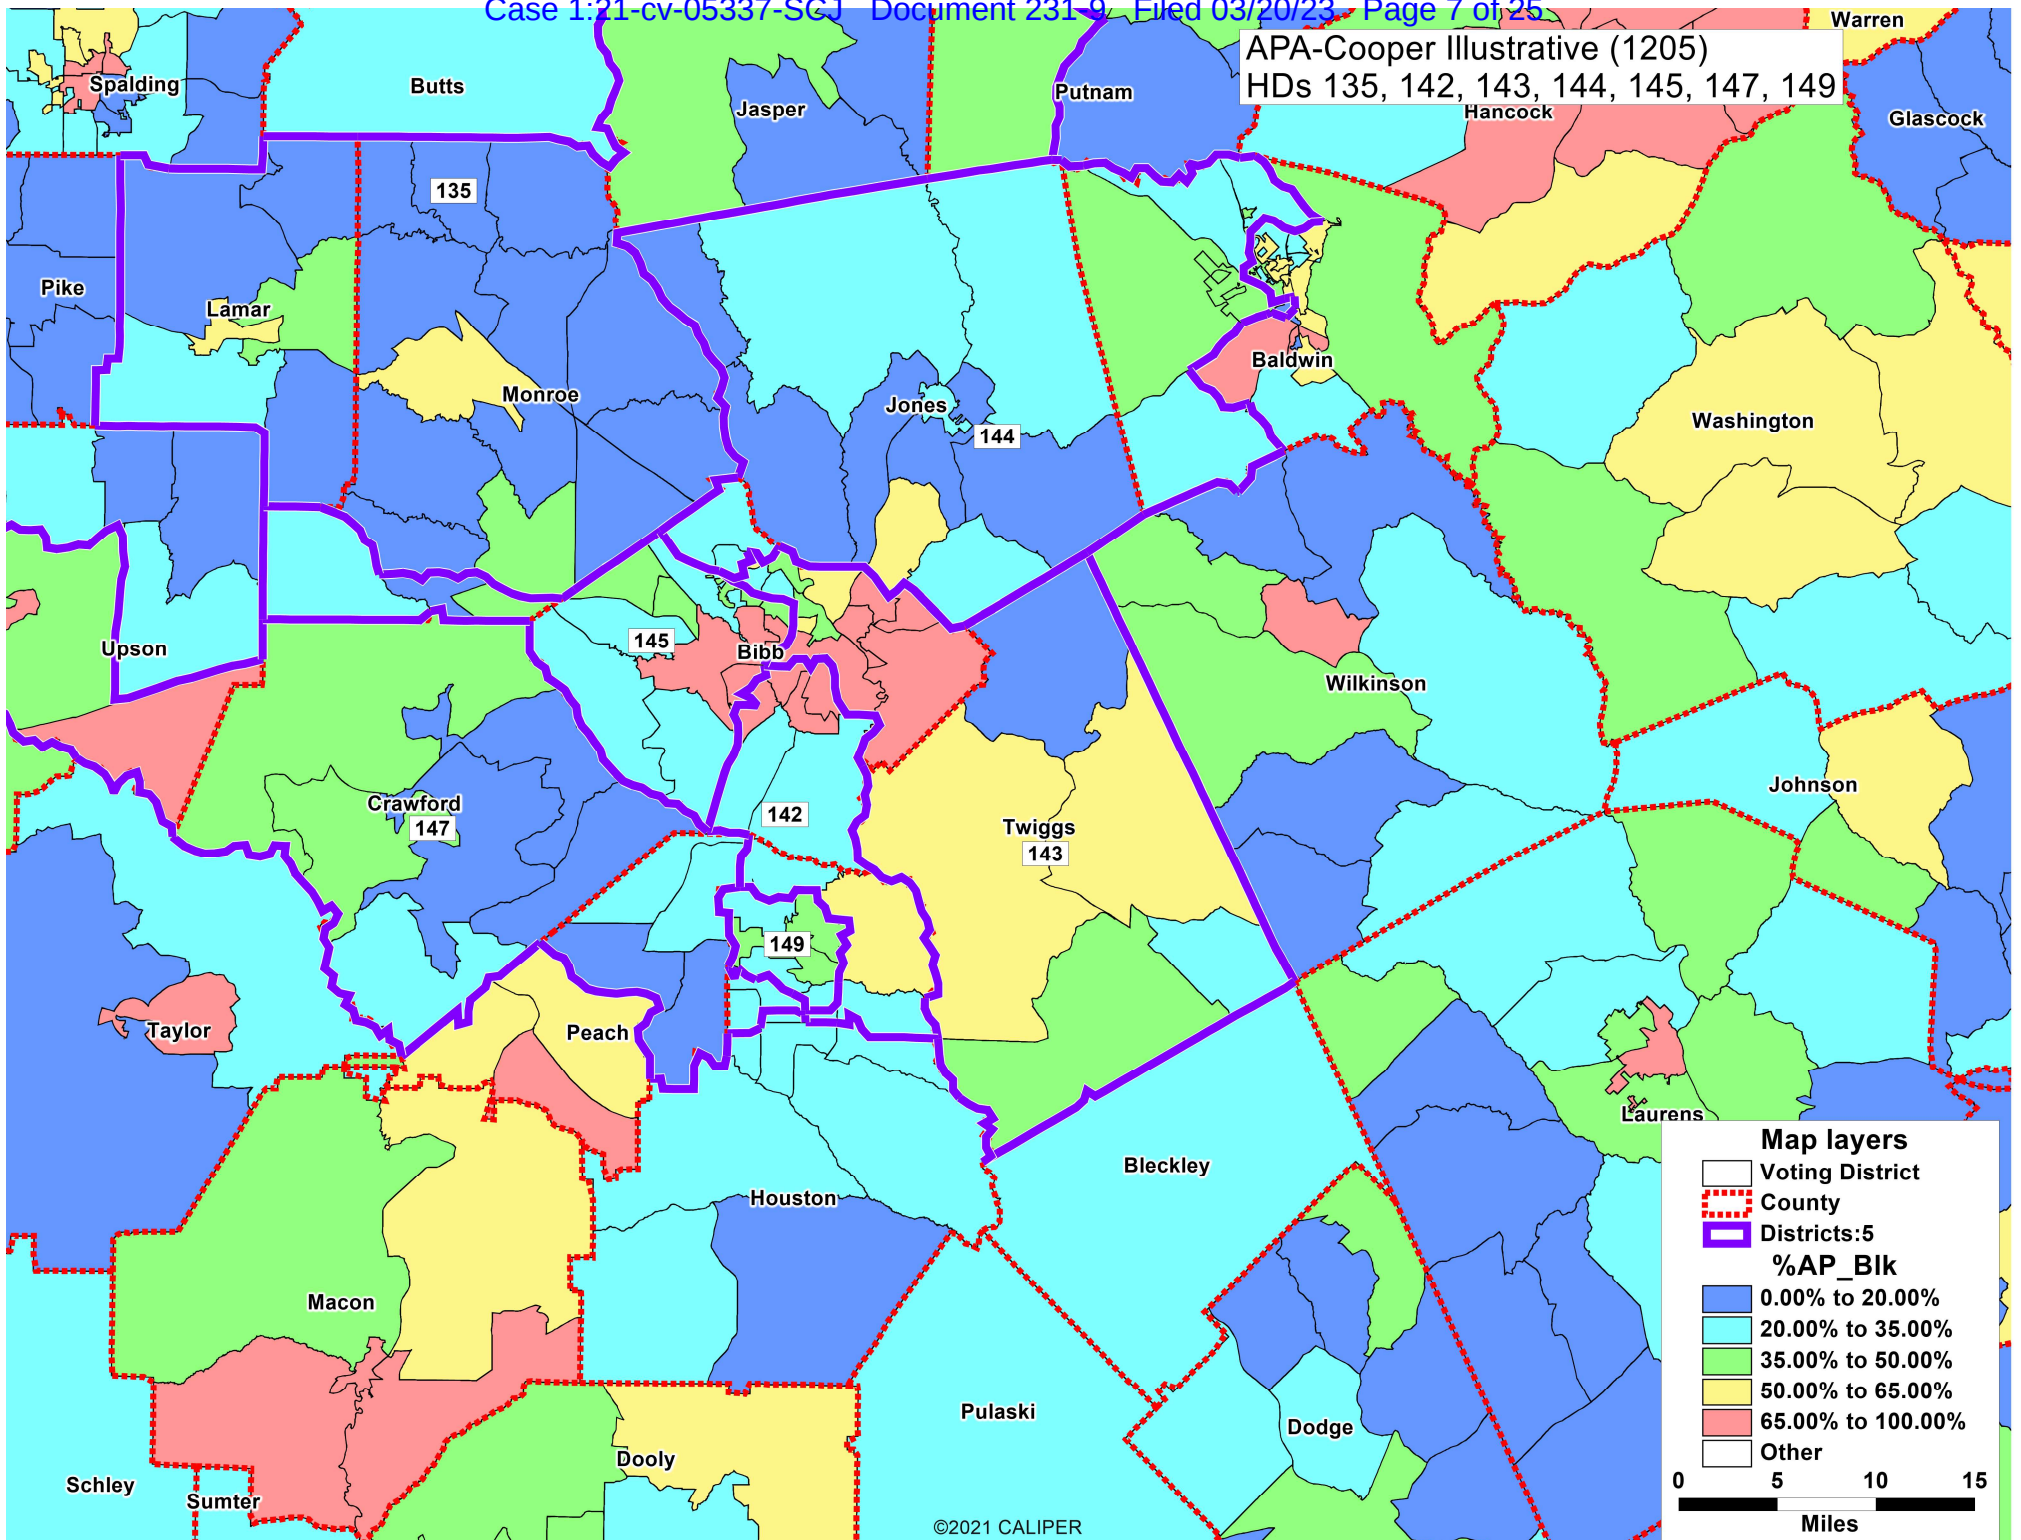 Case 1:21-cv-05337-SCJ Document 231-9 Filed 03/20/23 Page 7 of 25
APA-Cooper Illustrative (1205)
HDs 135, 142, 143, 144, 145, 147, 149
Warren
Spalding
Butts
Jasper
Putnam
Hancock
Glascock
135
Pike
Lamar
Monroe
Jones
144
Baldwin
Washington
Upson
145
Bibb
Wilkinson
Crawford
147
142
Twiggs
143
Johnson
149
Taylor
Peach
Laurens
Bleckley
Houston
Macon
Pulaski
Dodge
Dooly
Schley
Sumter
Map layers
Voting District
County
Districts:5
%AP_Blk
0.00% to 20.00%
20.00% to 35.00%
35.00% to 50.00%
50.00% to 65.00%
65.00% to 100.00%
Other
0 5 10 15
Miles
©2021 CALIPER